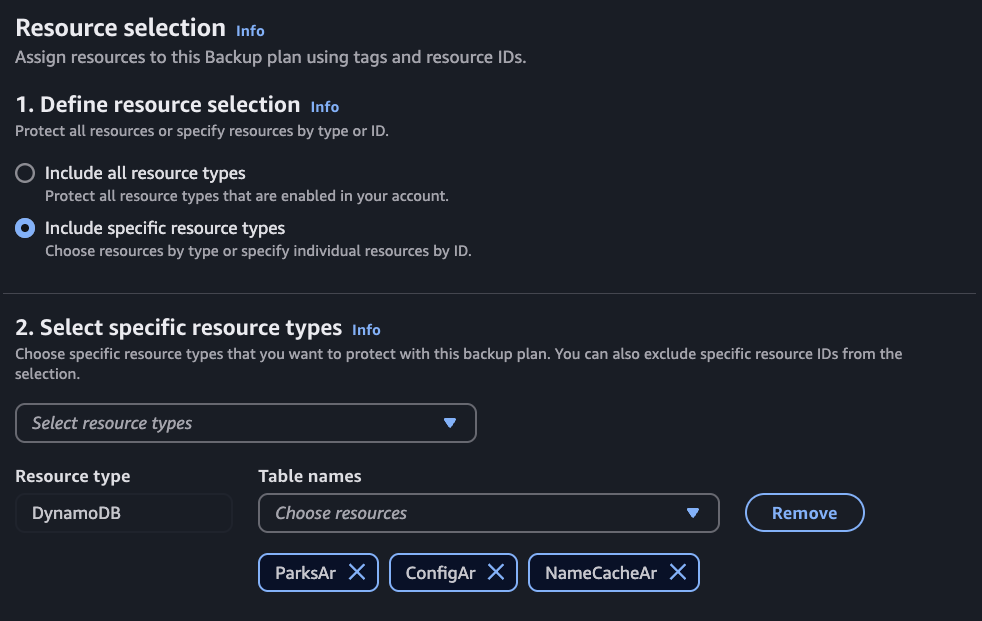 Resource selection Info
Assign resources to this Backup plan using tags and resource IDs.
1. Define resource selection Info
Protect all resources or specify resources by type or ID.
Include all resource types
Protect all resource types that are enabled in your account.
Include specific resource types
Choose resources by type or specify individual resources by ID.
2. Select specific resource types Info
Choose specific resource types that you want to protect with this backup plan. You can also exclude specific resource IDs from the
selection.
Select resource types
Resource type Table names
DynamoDB Choose resources Remove
ParksAr ConfigAr NameCacheAr